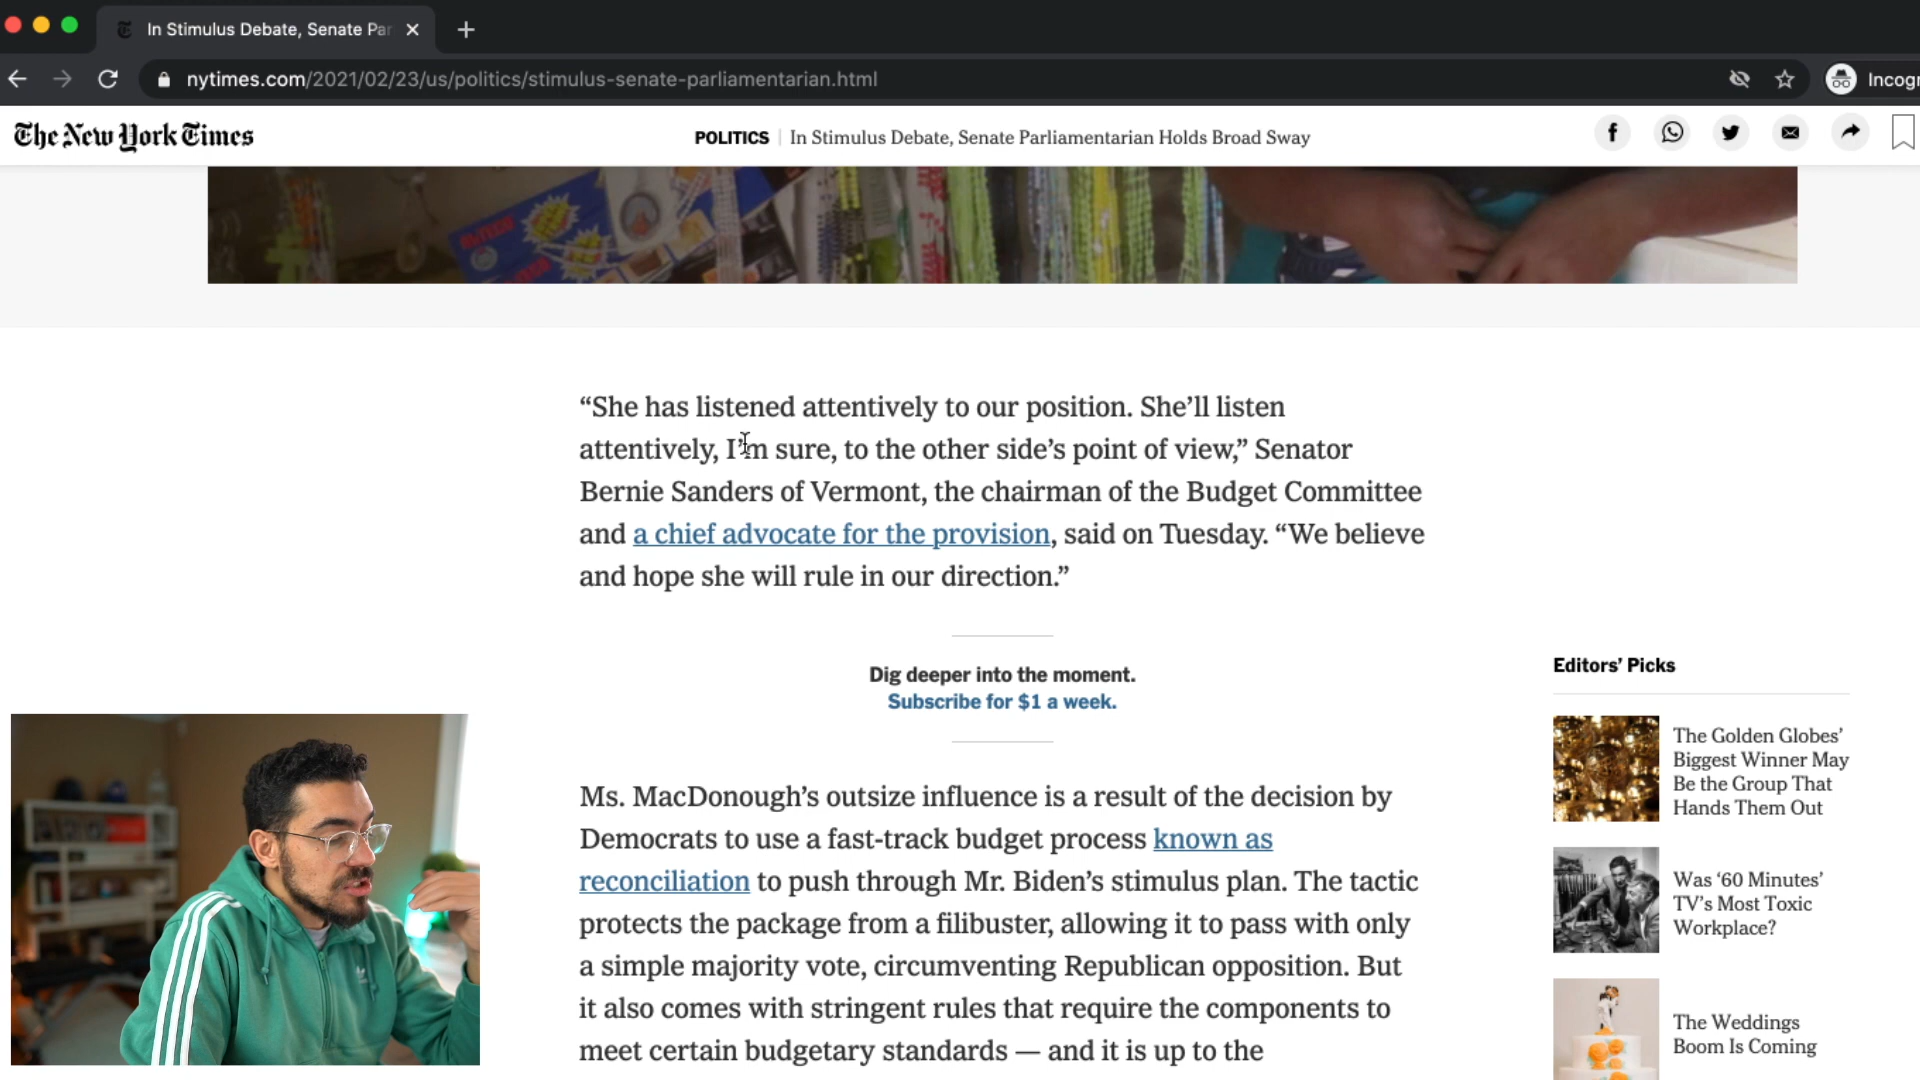 In Stimulus Debate, Senate Par
nytimes.com/2021/02/23/us/politics/stimulus-senate-parliamentarian.html
Incogn
The New York Times
POLITICS | In Stimulus Debate, Senate Parliamentarian Holds Broad Sway
“She has listened attentively to our position. She’ll listen
attentively, I’m sure, to the other side’s point of view,” Senator
Bernie Sanders of Vermont, the chairman of the Budget Committee
and a chief advocate for the provision, said on Tuesday. “We believe
and hope she will rule in our direction.”
Dig deeper into the moment.
Subscribe for $1 a week.
Ms. MacDonough’s outsize influence is a result of the decision by
Democrats to use a fast-track budget process known as
reconciliation to push through Mr. Biden’s stimulus plan. The tactic
protects the package from a filibuster, allowing it to pass with only
a simple majority vote, circumventing Republican opposition. But
it also comes with stringent rules that require the components to
meet certain budgetary standards — and it is up to the
Editors’ Picks
The Golden Globes’
Biggest Winner May
Be the Group That
Hands Them Out
Was ‘60 Minutes’
TV’s Most Toxic
Workplace?
The Weddings
Boom Is Coming